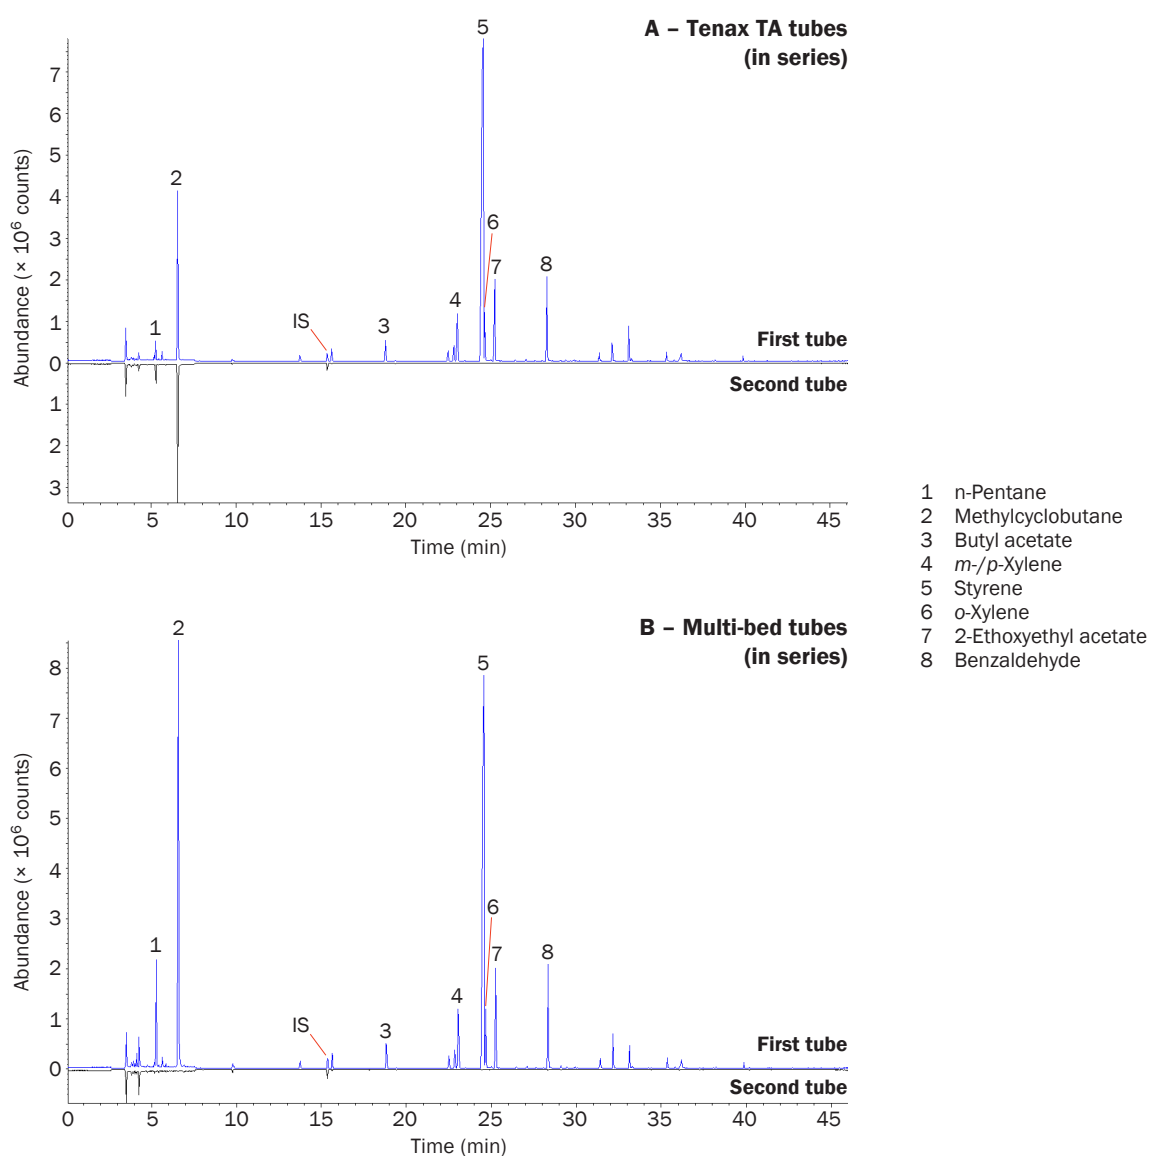 A – Tenax TA tubes
(in series)
Abundance (× 10⁶ counts)
7
6
5
4
3
2
1
0
1
2
3
1
2
IS
3
4
5
6
7
8
First tube
Second tube
0 5 10 15 20 25 30 35 40 45
Time (min)
1 n-Pentane
2 Methylcyclobutane
3 Butyl acetate
4 m-/p-Xylene
5 Styrene
6 o-Xylene
7 2-Ethoxyethyl acetate
8 Benzaldehyde
B – Multi-bed tubes
(in series)
Abundance (× 10⁶ counts)
8
7
6
5
4
3
2
1
0
1
2
IS
3
4
5
6
7
8
First tube
Second tube
0 5 10 15 20 25 30 35 40 45
Time (min)